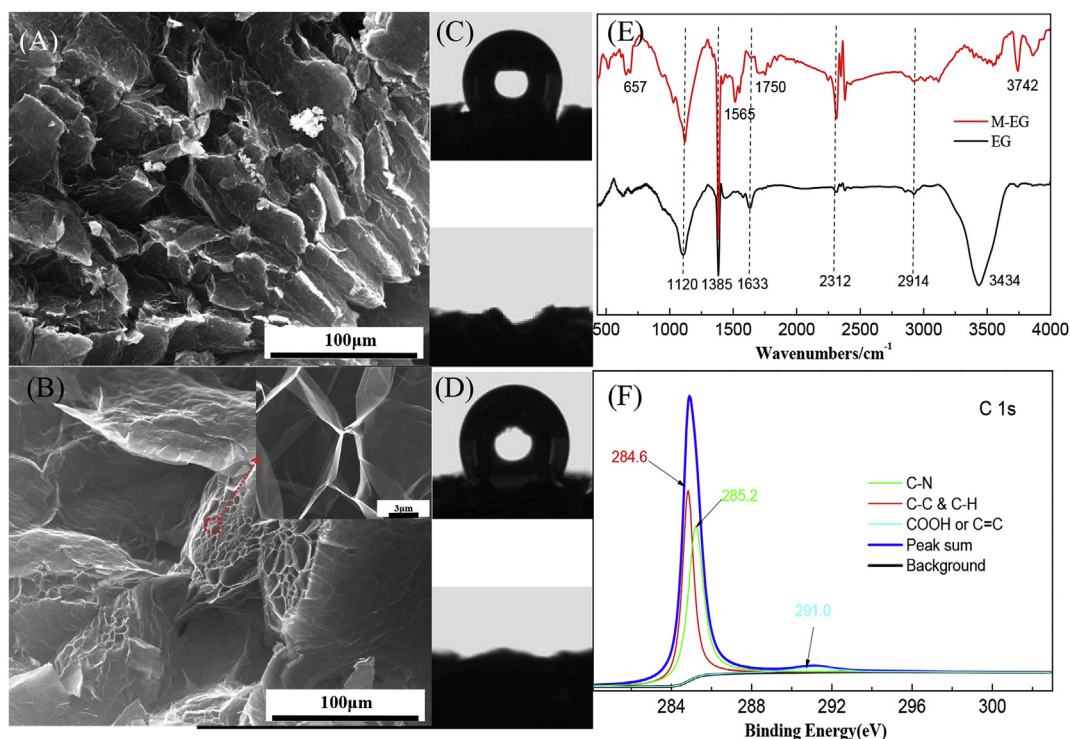 (A)
100μm
(B)
3μm
100μm
(C)
(D)
(E)
657
1565
1750
3742
M-EG
EG
1120 1385 1633 2312 2914 3434
500 1000 1500 2000 2500 3000 3500 4000
Wavenumbers/cm⁻¹
(F)
C 1s
284.6
285.2
291.0
C-N
C-C & C-H
COOH or C=C
Peak sum
Background
284 288 292 296 300
Binding Energy(eV)